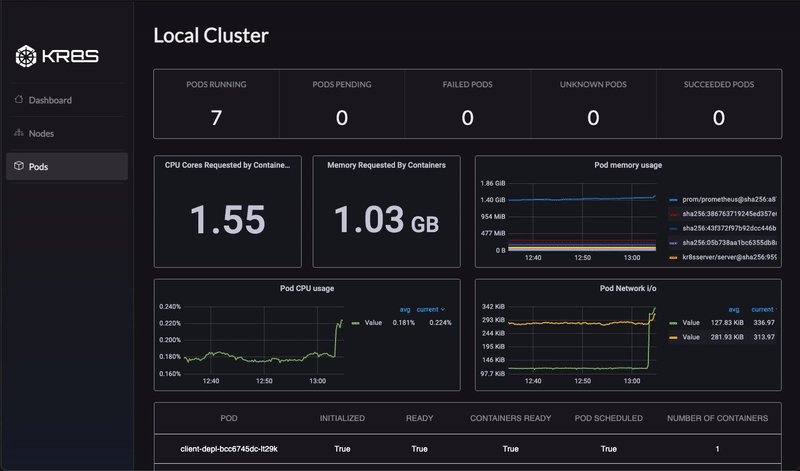 KR8S
Dashboard
Nodes
Pods
Local Cluster
PODS RUNNING
7
PODS PENDING
0
FAILED PODS
0
UNKNOWN PODS
0
SUCCEEDED PODS
0
CPU Cores Requested by Containe...
1.55
Memory Requested By Containers
1.03 GB
Pod memory usage
1.86 GiB
1.40 GiB
954 MiB
477 MiB
0 B
12:40 12:50 13:00
prom/prometheus@sha256:a8
sha256:386763719245ed357e
sha256:43f372f97b92dcc446b
sha256:05b738aa1bc6355db8
kr8sserver/server@sha256:959
Pod CPU usage
0.240%
0.220%
0.200%
0.180%
0.160%
12:40 12:50 13:00
avg current
Value 0.181% 0.224%
Pod Network i/o
342 KiB
293 KiB
244 KiB
195 KiB
146 KiB
97.7 KiB
12:40 12:50 13:00
avg current
Value 127.83 KiB 336.97
Value 281.93 KiB 313.97
POD INITIALIZED READY CONTAINERS READY POD SCHEDULED NUMBER OF CONTAINERS
client-depl-bcc6745dc-lt29k True True True True 1